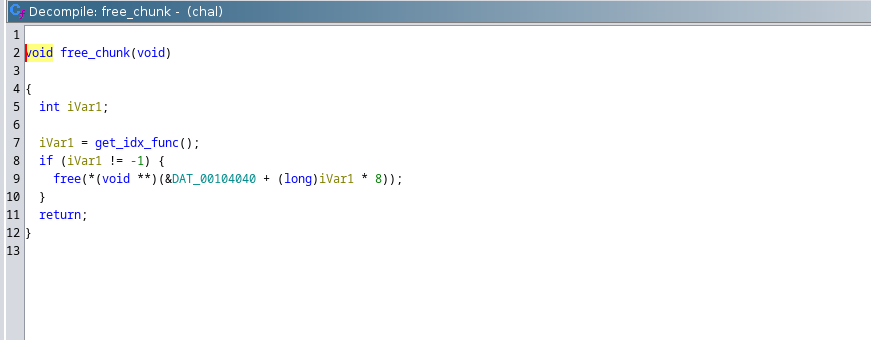 Decompile: free_chunk - (chal)
1
2 void free_chunk(void)
3
4 {
5 int iVar1;
6
7 iVar1 = get_idx_func();
8 if (iVar1 != -1) {
9 free(*(void **)(&DAT_00104040 + (long)iVar1 * 8));
10 }
11 return;
12 }
13